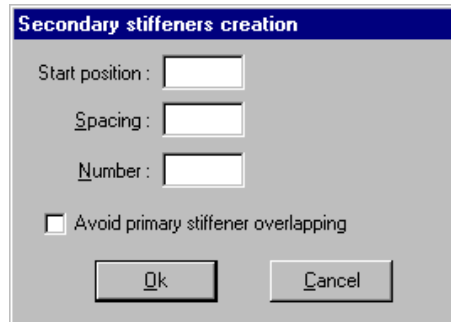 Secondary stiffeners creation
Start position :
Spacing :
Number :
Avoid primary stiffener overlapping
Ok Cancel